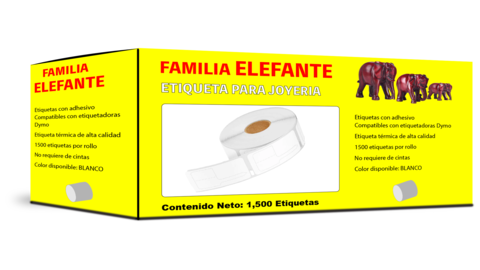 FAMILIA
ELEFANTE
Etiquetas con adhesivo
Compatibles con etiquetadoras
Dymo
Etiqueta térmica de alta calidad
1500 etiquetas por rollo
No requiere de cintas
Color disponible: BLANCO
FAMILIA ELEFANTE
ETIQUETA PARA JOYERIA
Contenido Neto: 1,500 Etiquetas
Etiquetas con adhesivo
Compatibles con etiquetadoras Dymo
Etiqueta térmica de alta calidad
1500 etiquetas por rollo
No requiere de cintas
Color disponible: BLANCO